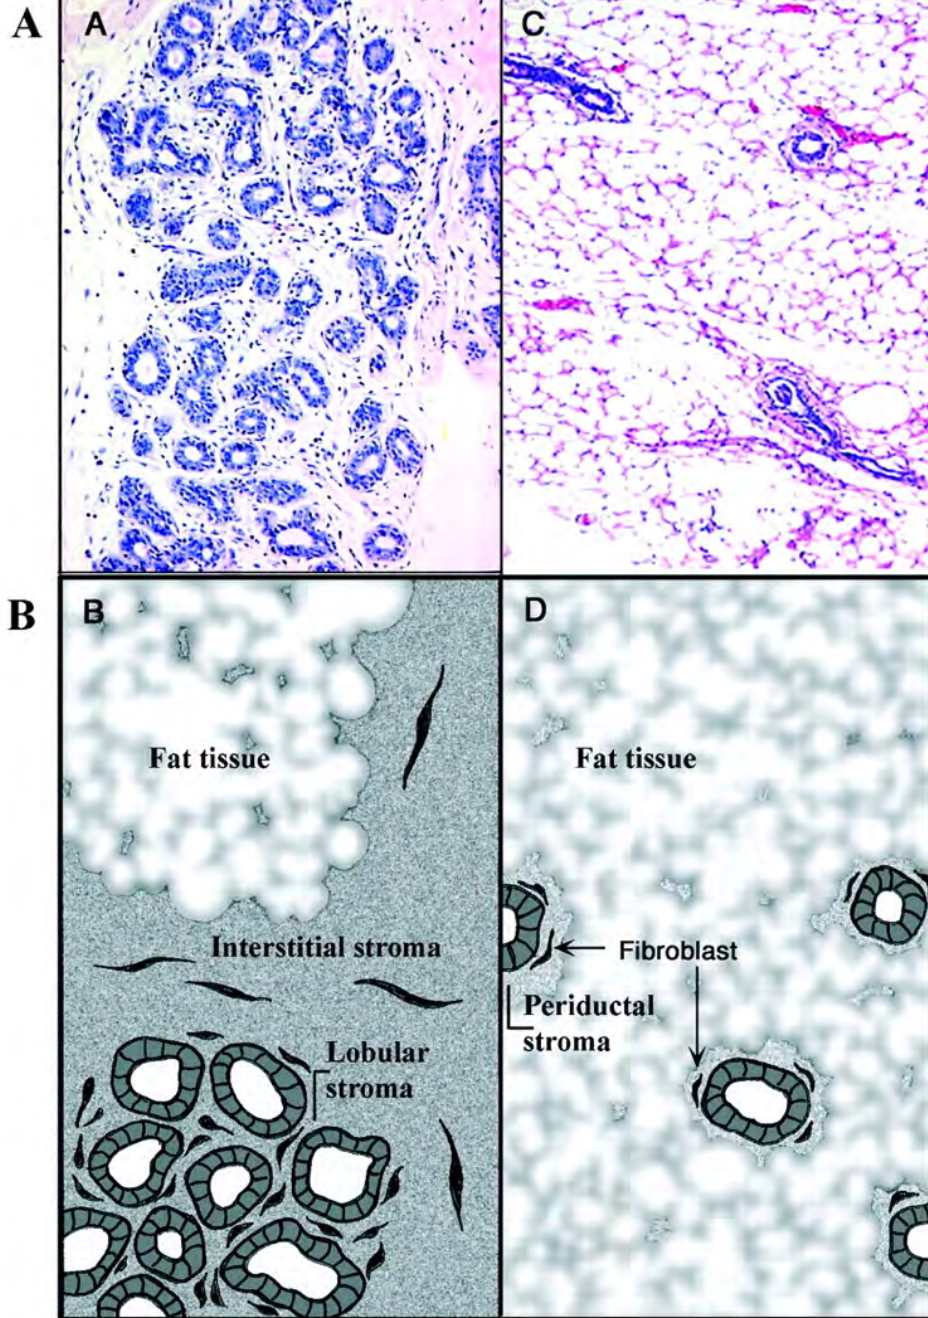 A
A
C
B
B
D
Fat tissue
Fat tissue
Interstitial stroma
Fibroblast
Periductal
stroma
Lobular
stroma